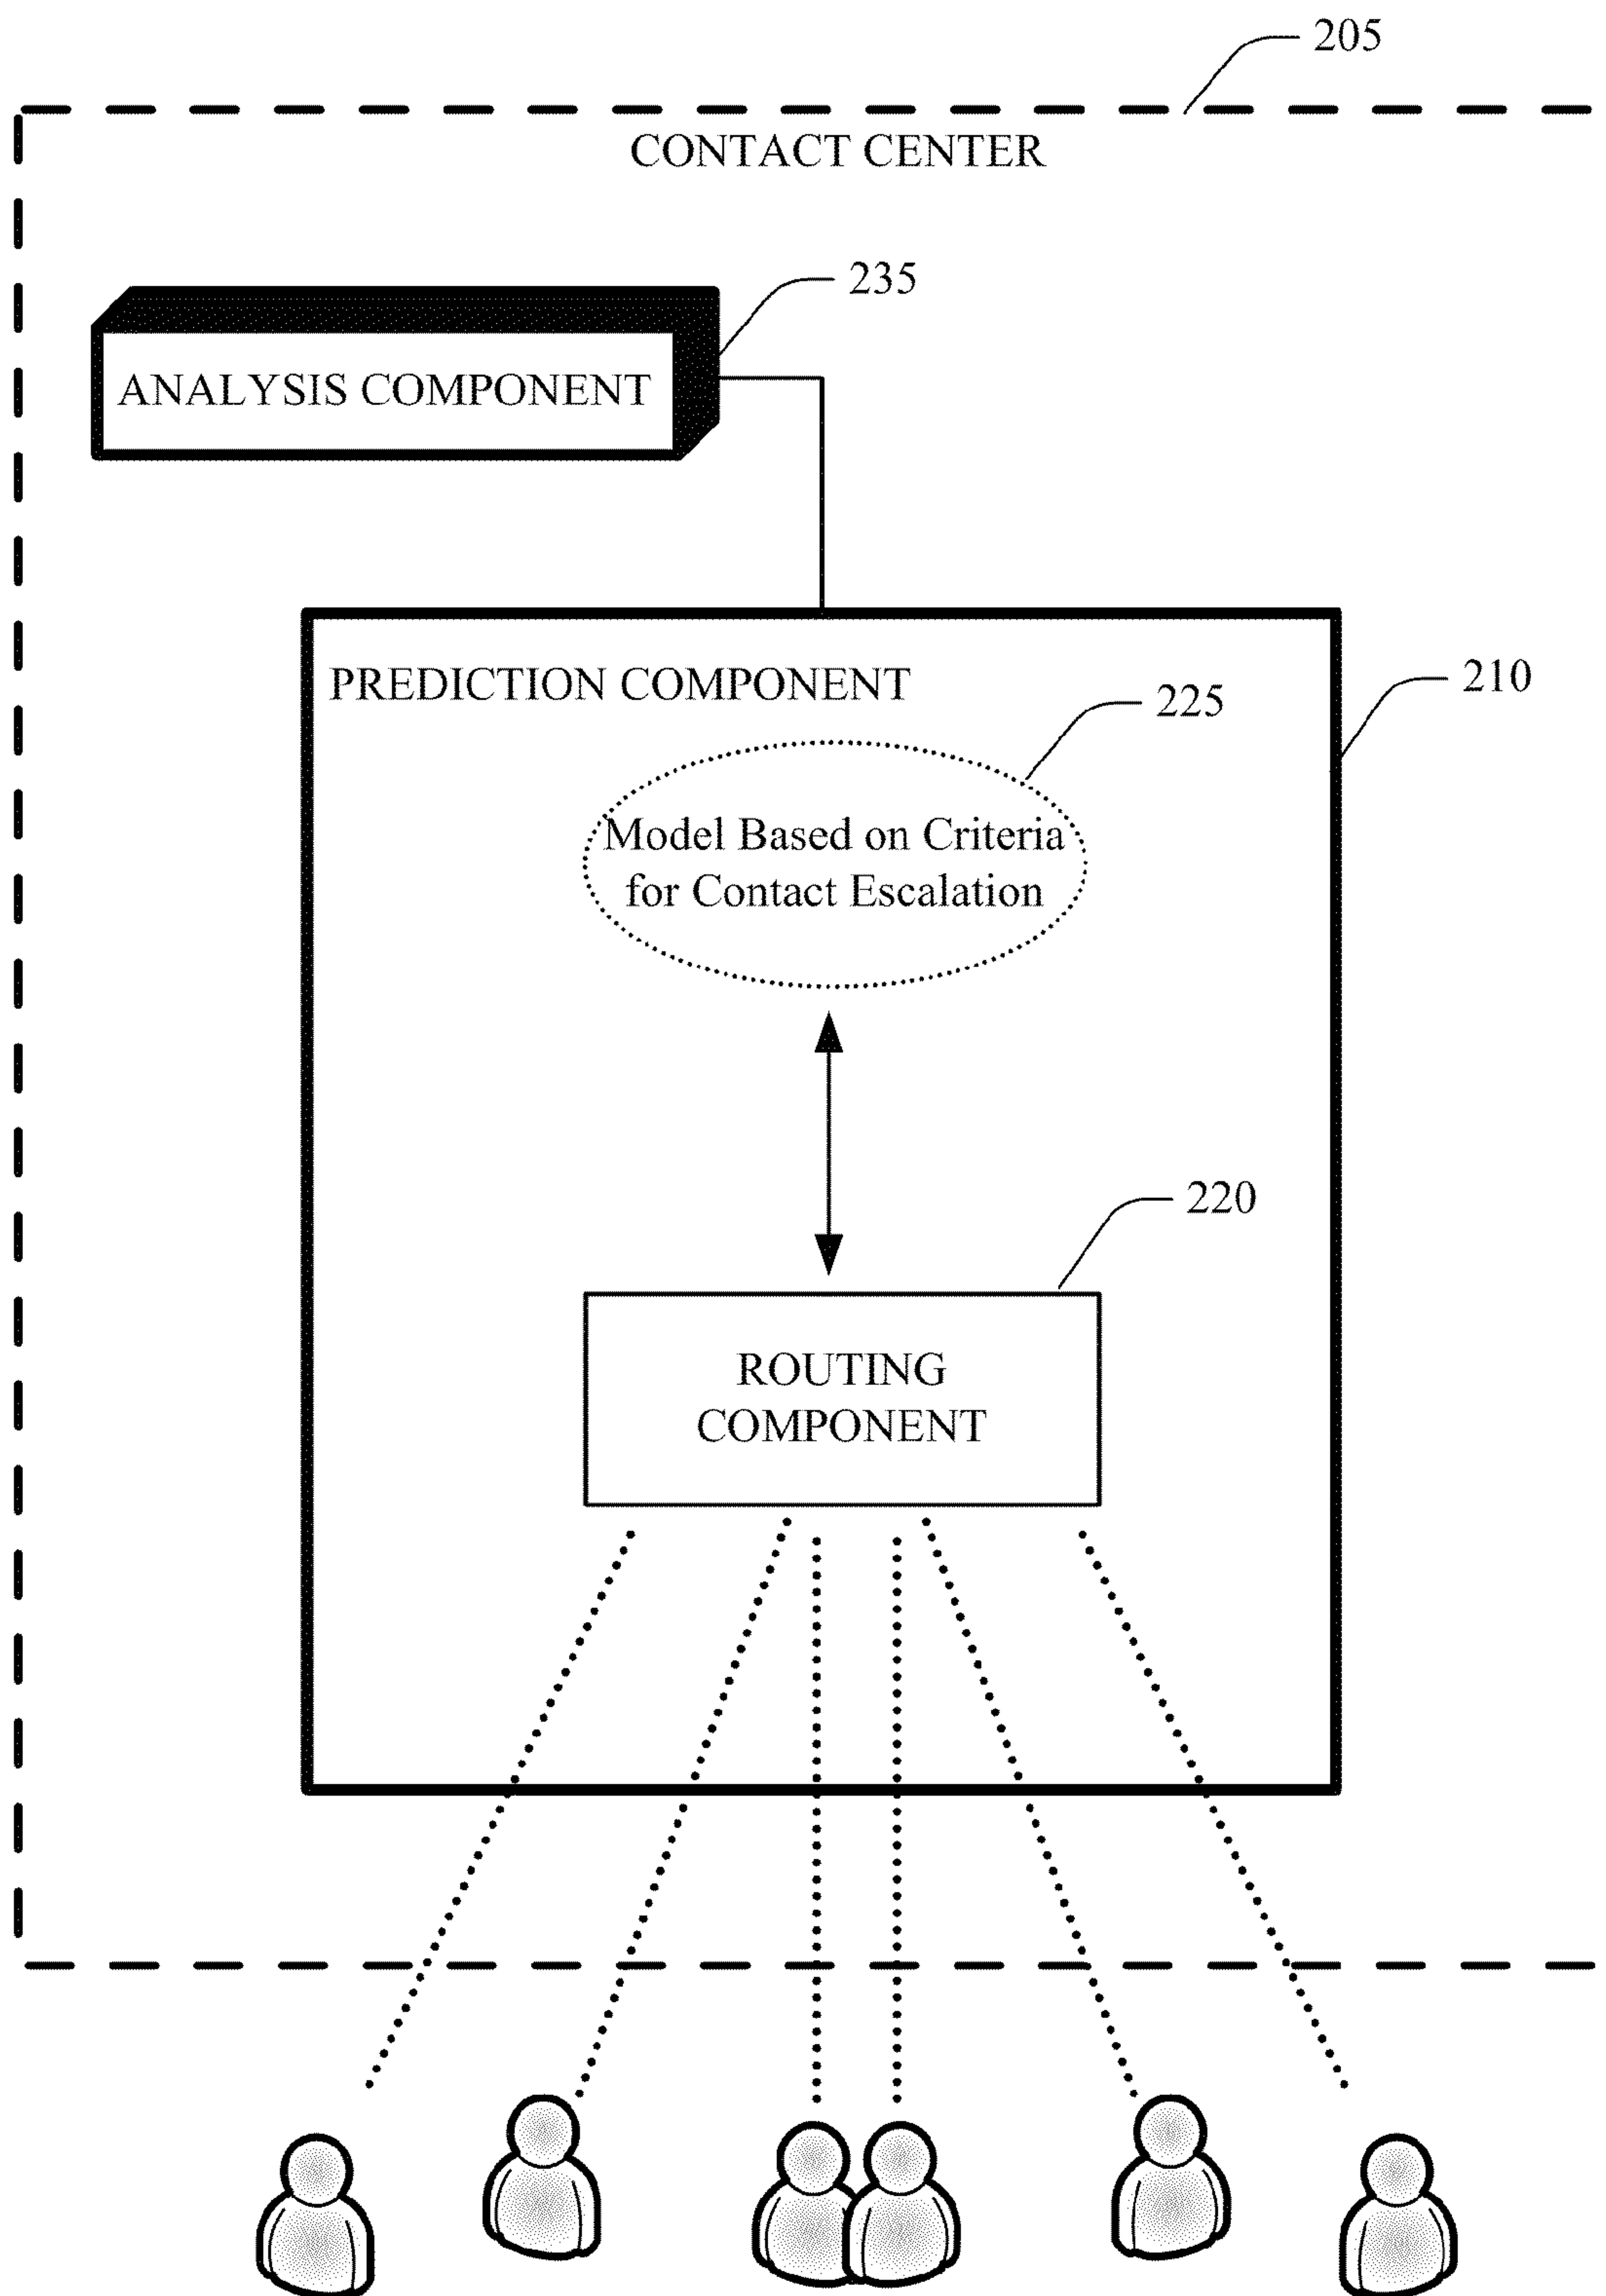 205
CONTACT CENTER
235
ANALYSIS COMPONENT
PREDICTION COMPONENT
210
225
Model Based on Criteria
for Contact Escalation
220
ROUTING
COMPONENT